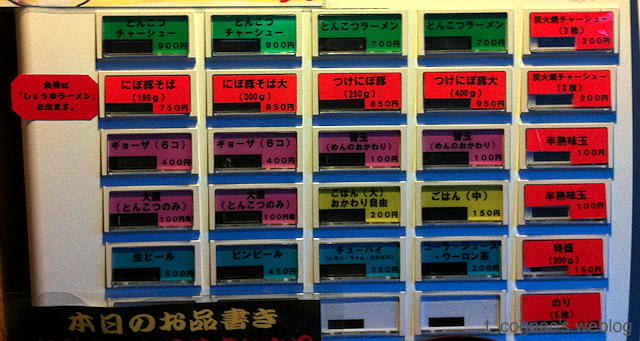 とんこつ
チャーシュー
900円
とんこつ
チャーシュー
900円
とんこつラーメン
700円
とんこつラーメン
700円
炭火焼チャーシュー
(3枚)
200円
「しょうゆラーメン」
と出ます。
にぼ豚そば
(180g)
750円
にぼ豚そば大
(300g)
850円
つけにぼ豚
(250g)
850円
つけにぼ豚大
(400g)
950円
炭火焼チャーシュー
(3枚)
200円
ギョーザ(6コ)
400円
ギョーザ(6コ)
400円
替玉
(めんのおかわり)
100円
替玉
(めんのおかわり)
100円
半熟味玉
100円
大盛
(とんこつのみ)
100円増
大盛
(とんこつのみ)
100円増
ごはん(大)
おかわり自由
200円
ごはん(中)
150円
半熟味玉
100円
生ビール
500円
ビンビール
450円
チューハイ
350円
コーラ・ジュース
・ウーロン茶
200円
特盛
(200g)
150円
のり
(5枚)
本日のお品書き
i_cognac's weblog